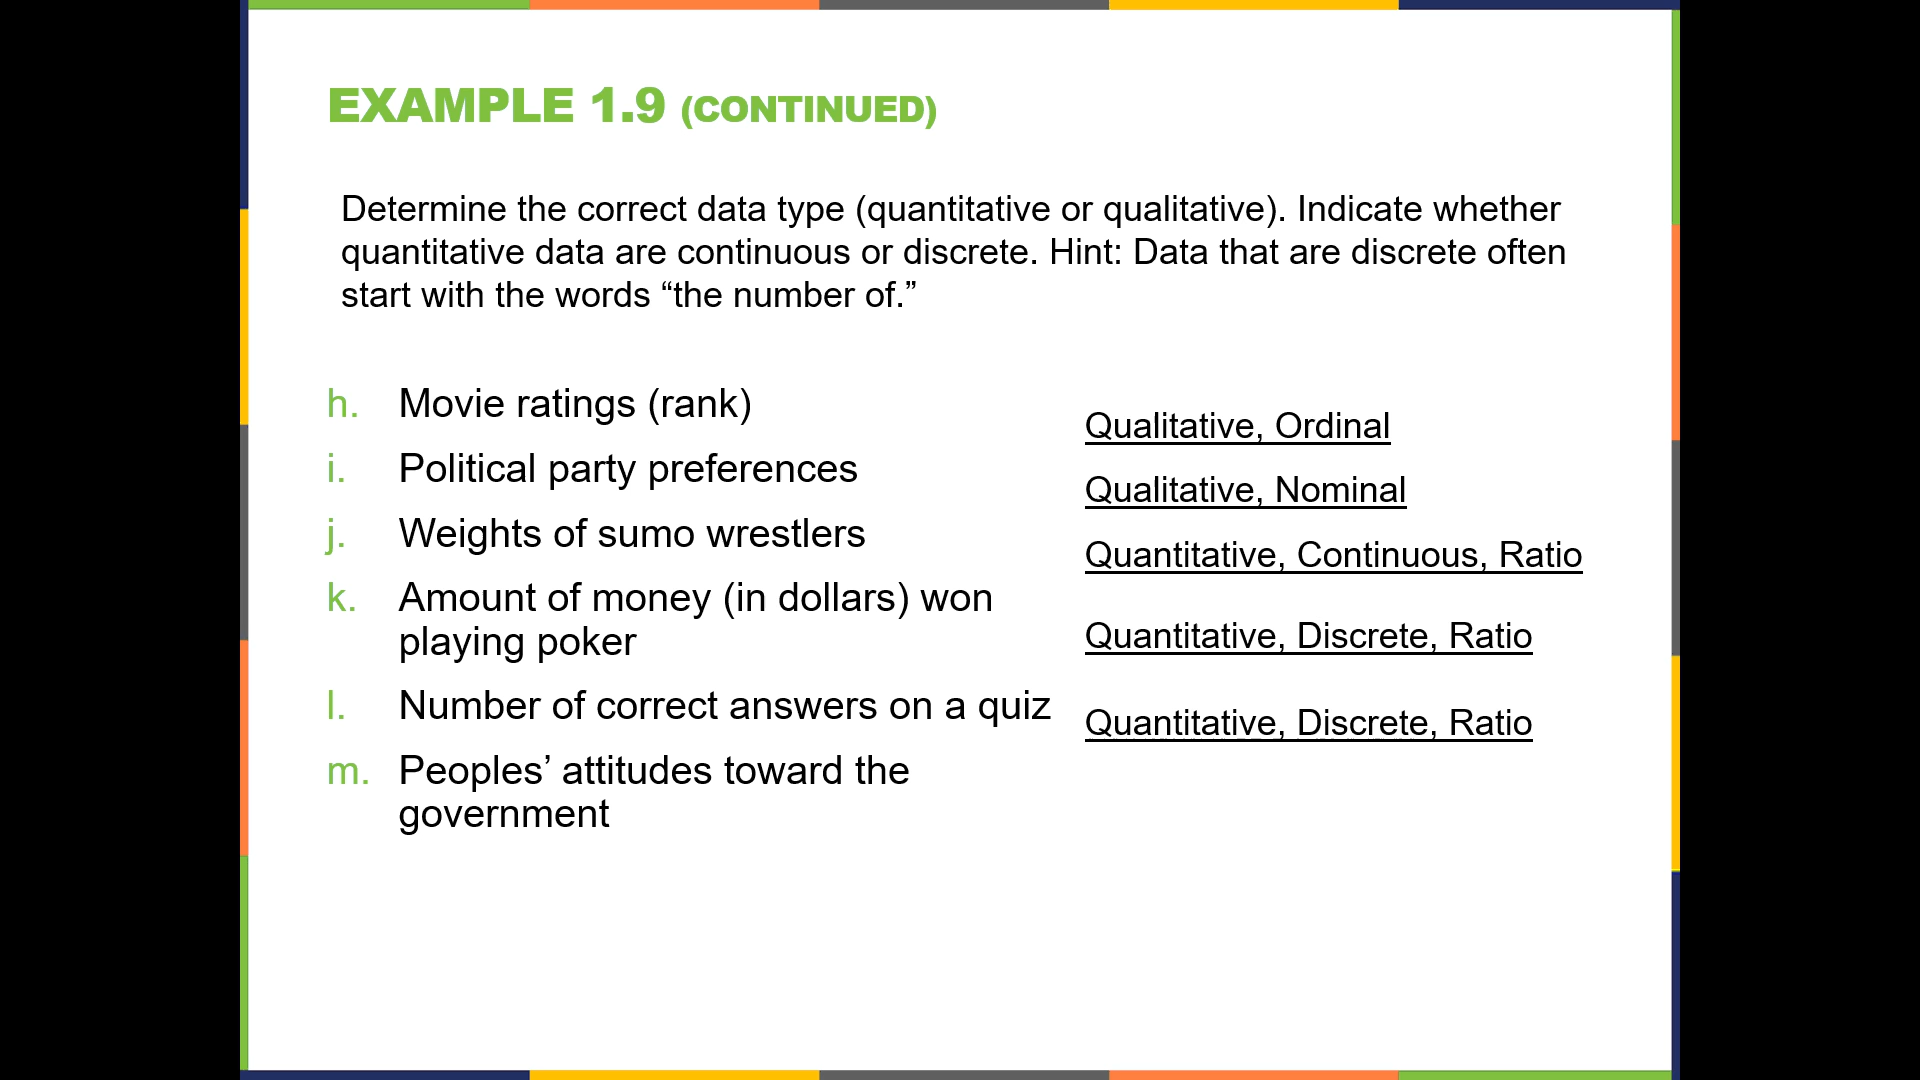 EXAMPLE 1.9 (CONTINUED)
Determine the correct data type (quantitative or qualitative). Indicate whether
quantitative data are continuous or discrete. Hint: Data that are discrete often
start with the words “the number of.”
h. Movie ratings (rank)
Qualitative, Ordinal
i. Political party preferences
Qualitative, Nominal
j. Weights of sumo wrestlers
Quantitative, Continuous, Ratio
k. Amount of money (in dollars) won
playing poker
Quantitative, Discrete, Ratio
l. Number of correct answers on a quiz
Quantitative, Discrete, Ratio
m. Peoples’ attitudes toward the
government